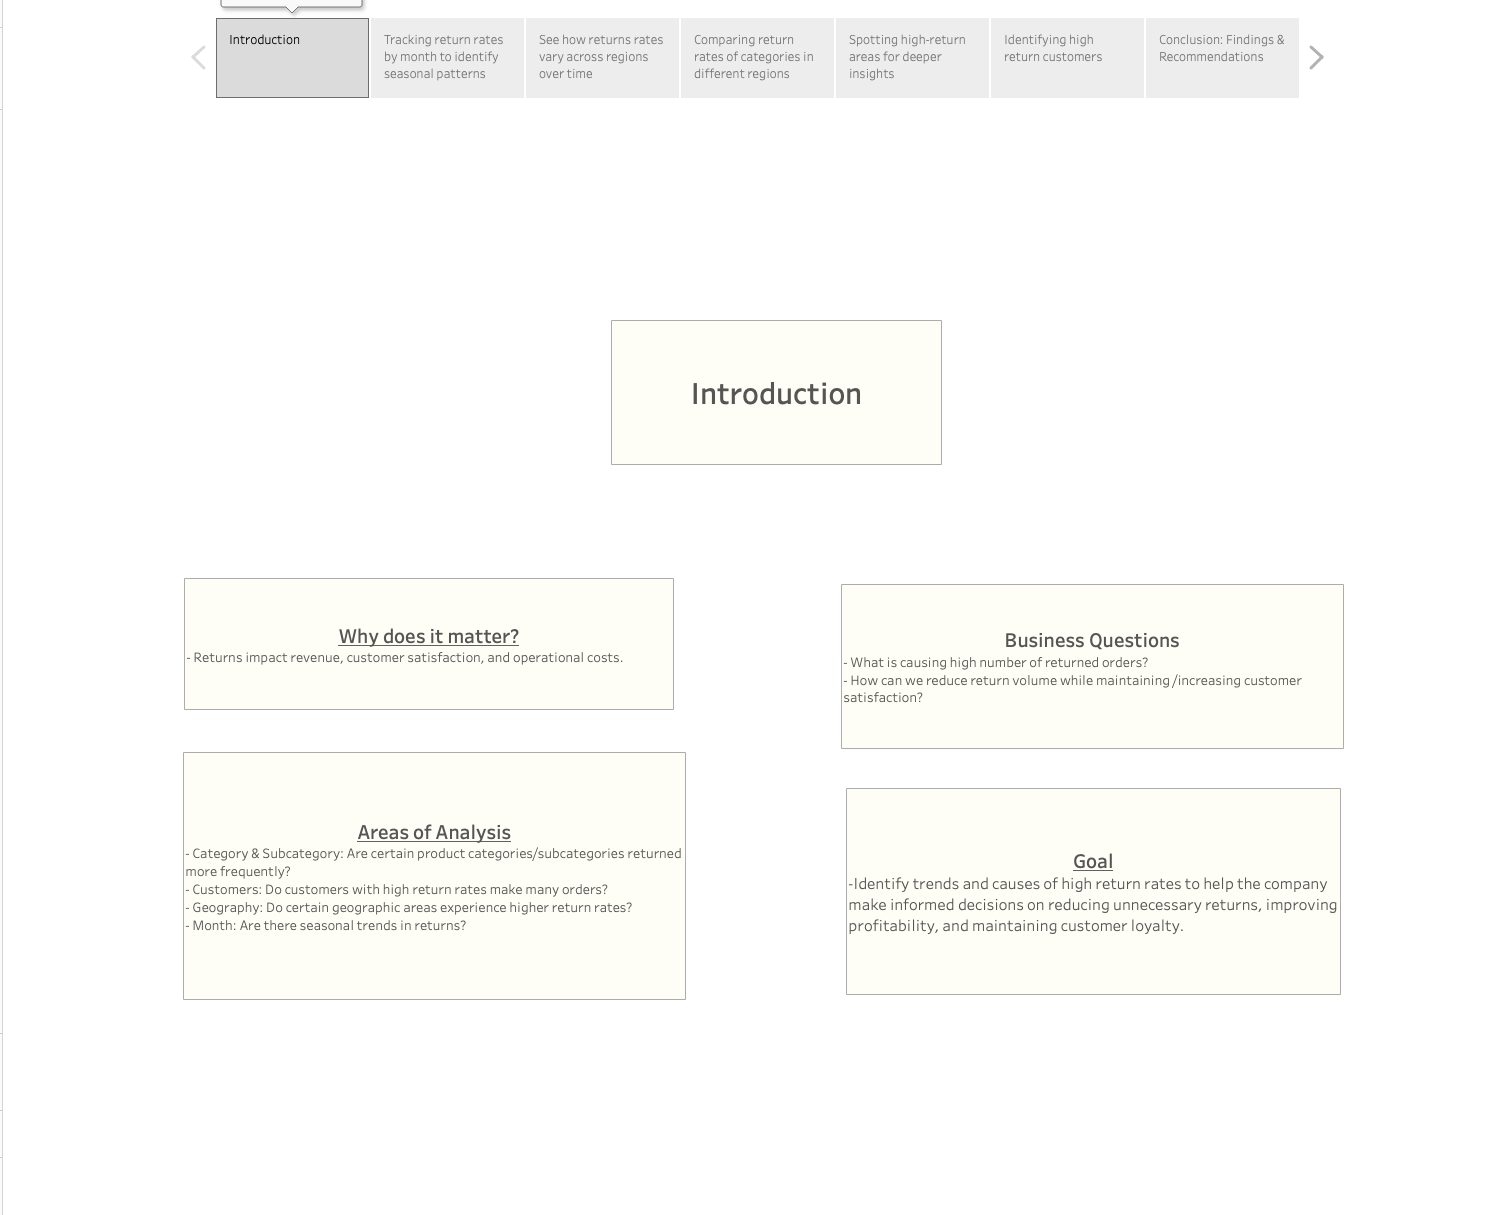 Introduction
Tracking return rates
by month to identify
seasonal patterns
See how returns rates
vary across regions
over time
Comparing return
rates of categories in
different regions
Spotting high-return
areas for deeper
insights
Identifying high
return customers
Conclusion: Findings &
Recommendations
Introduction
Why does it matter?
- Returns impact revenue, customer satisfaction, and operational costs.
Business Questions
- What is causing high number of returned orders?
- How can we reduce return volume while maintaining/increasing customer
satisfaction?
Areas of Analysis
- Category & Subcategory: Are certain product categories/subcategories returned
more frequently?
- Customers: Do customers with high return rates make many orders?
- Geography: Do certain geographic areas experience higher return rates?
- Month: Are there seasonal trends in returns?
Goal
-Identify trends and causes of high return rates to help the company
make informed decisions on reducing unnecessary returns, improving
profitability, and maintaining customer loyalty.